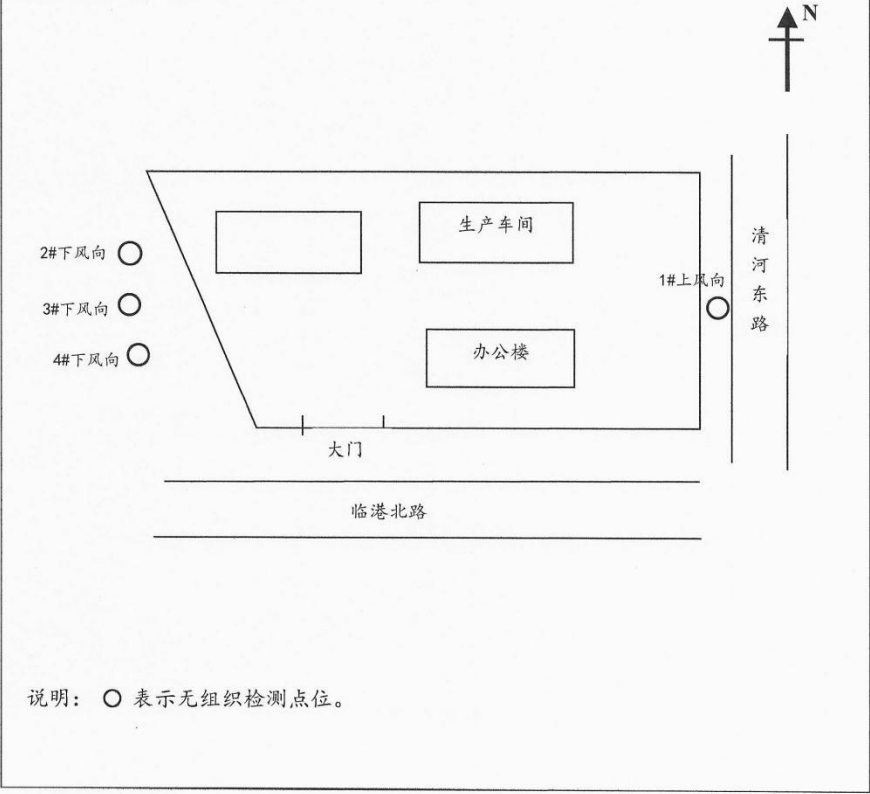 N
生产车间
清河东路
2#下风向
1#上风向
3#下风向
4#下风向
办公楼
大门
临港北路
说明： 表示无组织检测点位。